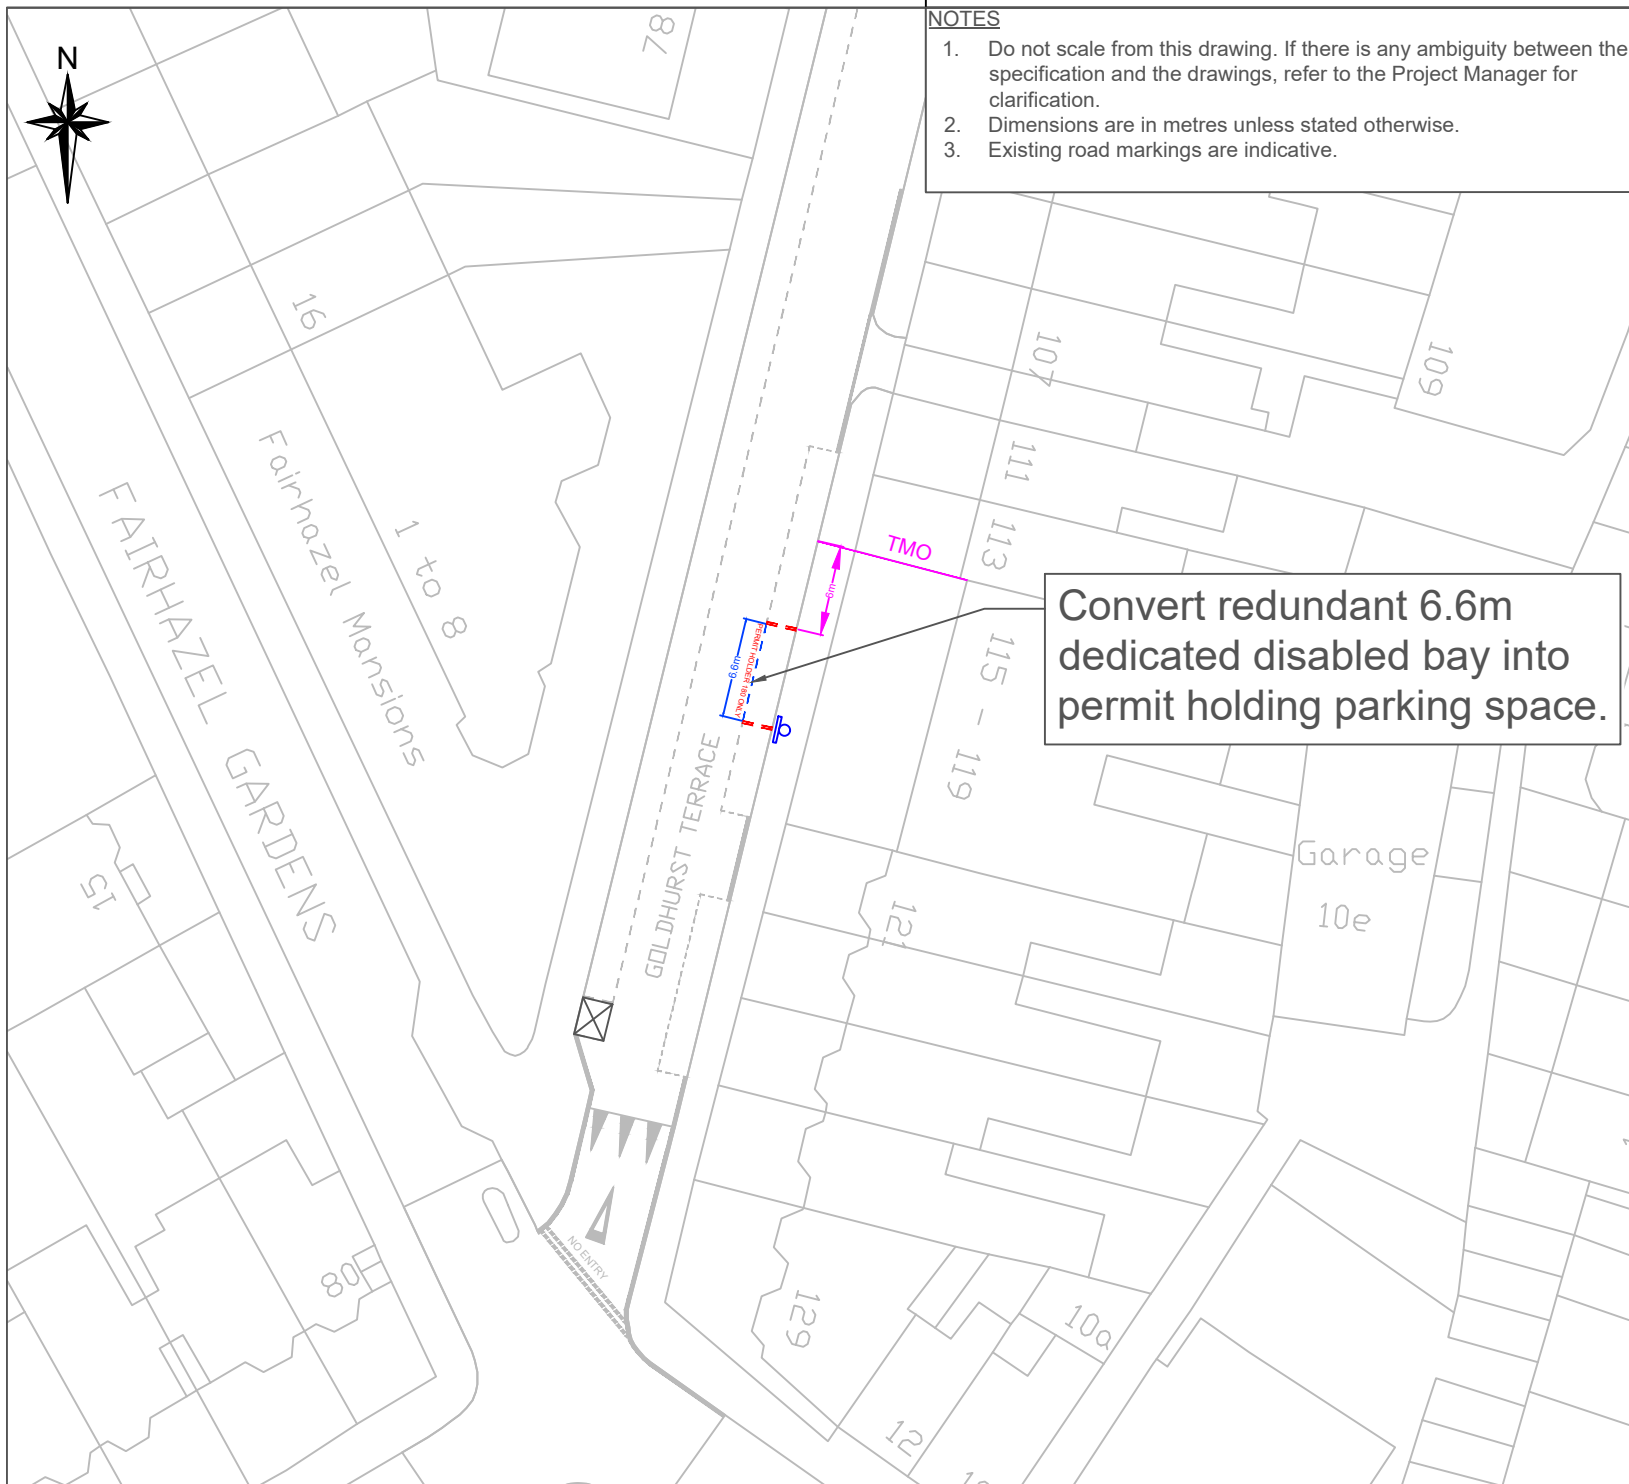 NOTES
1. Do not scale from this drawing. If there is any ambiguity between the
specification and the drawings, refer to the Project Manager for
clarification.
2. Dimensions are in metres unless stated otherwise.
3. Existing road markings are indicative.
N
78
16
107
109
Fairhazel Mansions
1 to 8
111
113
TMO
6m
Convert redundant 6.6m
dedicated disabled bay into
permit holding parking space.
6.6m
PERMIT HOLDER 180 ONLY
115 - 119
FAIRHAZEL GARDENS
GOLDHURST TERRACE
15
Garage
10e
121
NO ENTRY
80
129
10a
12